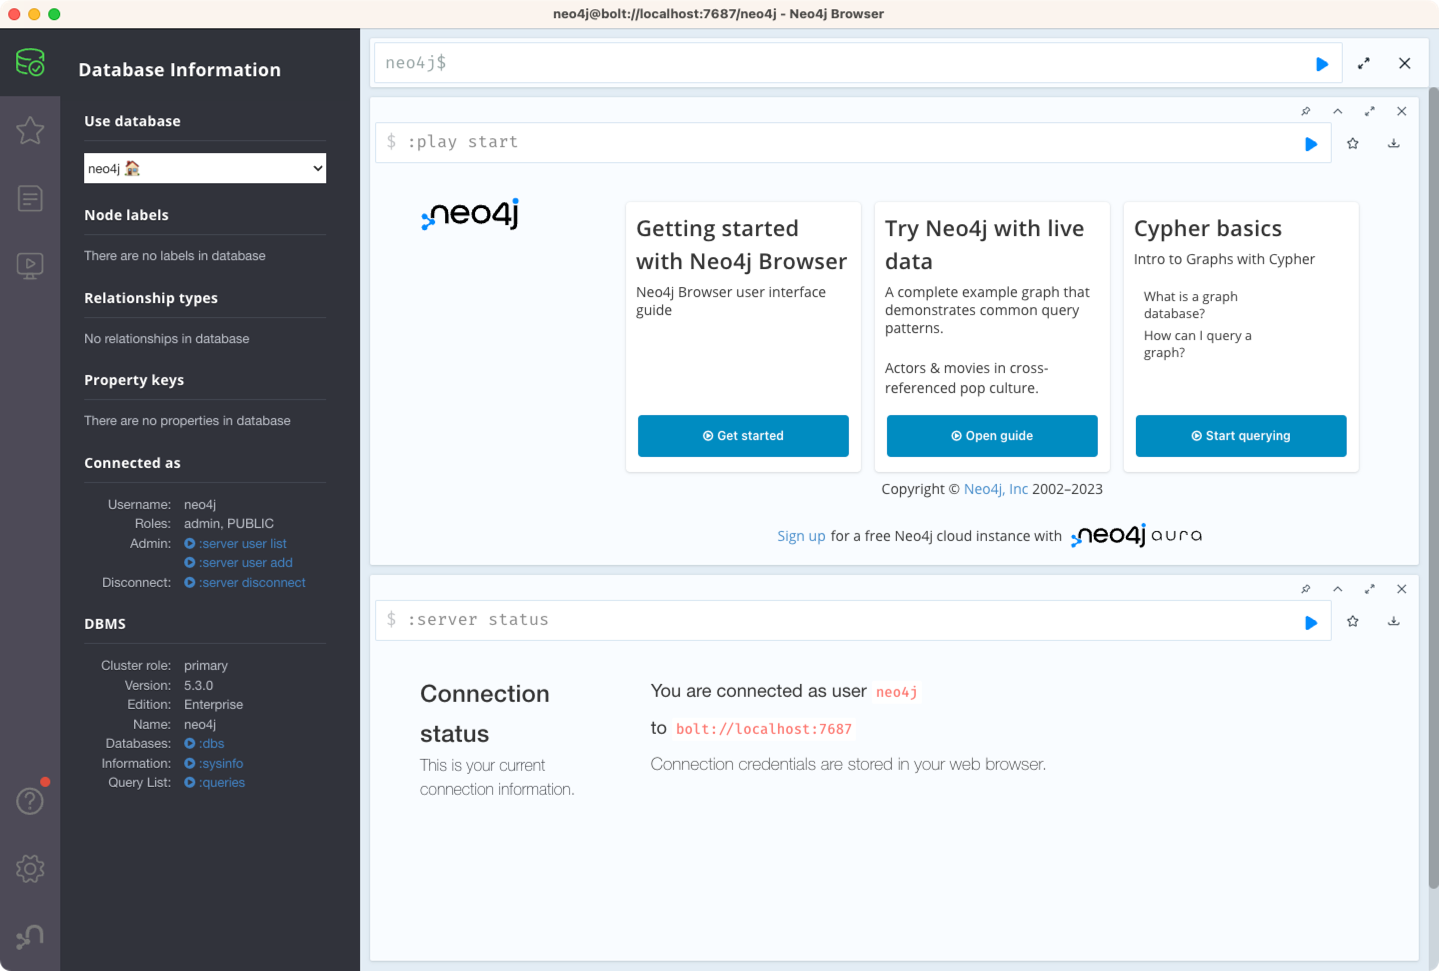 neo4j@bolt://localhost:7687/neo4j - Neo4j Browser
Database Information
Use database
neo4j
Node labels
There are no labels in database
Relationship types
No relationships in database
Property keys
There are no properties in database
Connected as
Username: neo4j
Roles: admin, PUBLIC
Admin: :server user list
:server user add
Disconnect: :server disconnect
DBMS
Cluster role: primary
Version: 5.3.0
Edition: Enterprise
Name: neo4j
Databases: :dbs
Information: :sysinfo
Query List: :queries
neo4j$
$ :play start
neo4j
Getting started
with Neo4j Browser
Neo4j Browser user interface
guide
Get started
Try Neo4j with live
data
A complete example graph that
demonstrates common query
patterns.
Actors & movies in cross-
referenced pop culture.
Open guide
Cypher basics
Intro to Graphs with Cypher
What is a graph
database?
How can I query a
graph?
Start querying
Copyright © Neo4j, Inc 2002–2023
Sign up for a free Neo4j cloud instance with neo4j aura
$ :server status
Connection
status
This is your current
connection information.
You are connected as user neo4j
to bolt://localhost:7687
Connection credentials are stored in your web browser.